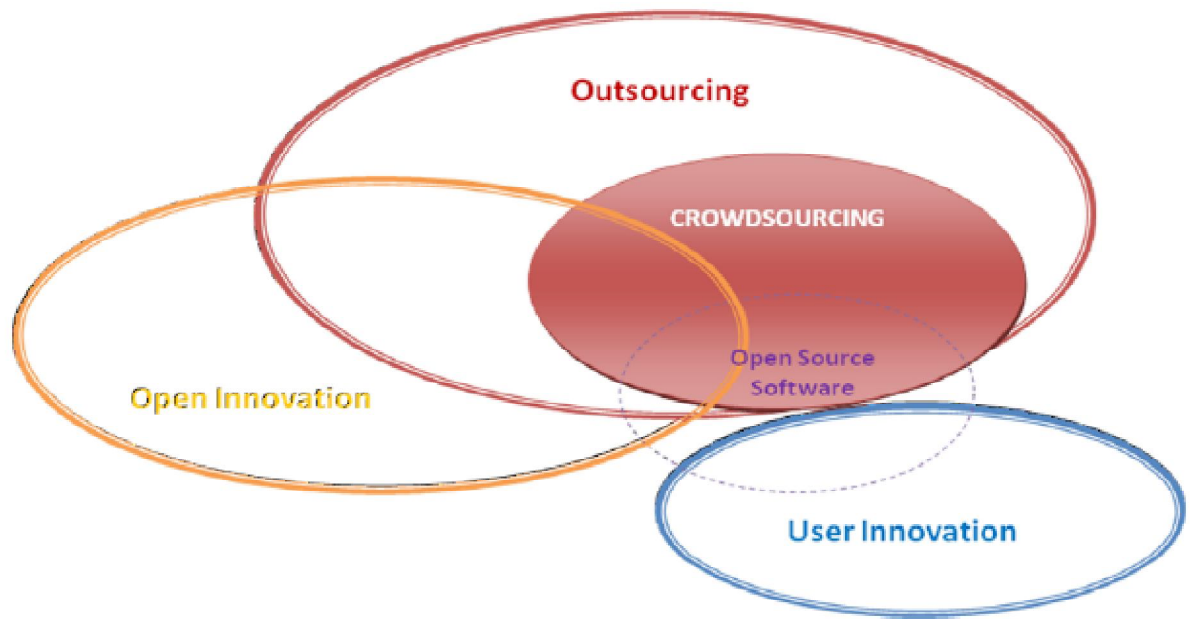 Outsourcing
CROWDSOURCING
Open Source
Software
Open Innovation
User Innovation